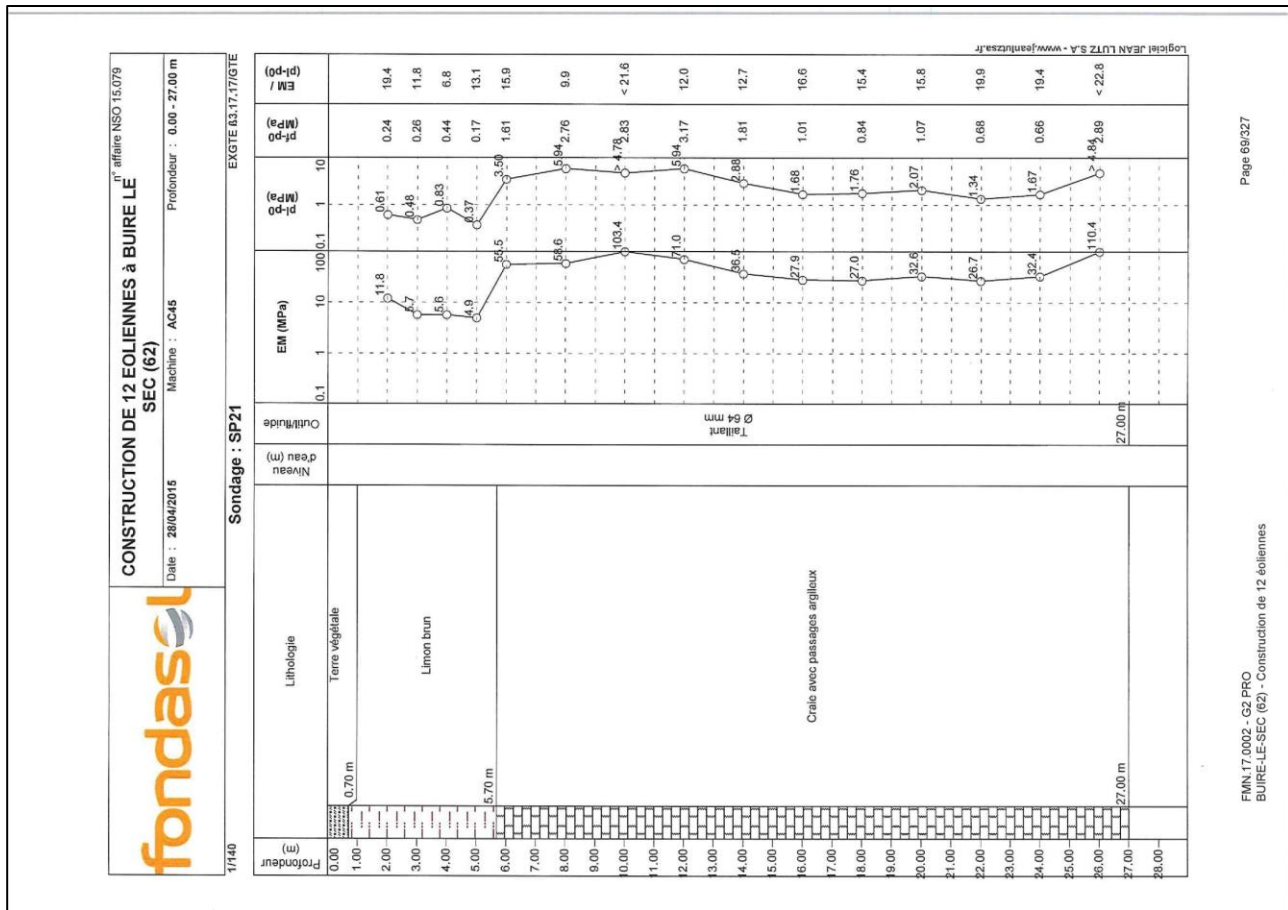 fondasol
CONSTRUCTION DE 12 EOLIENNES à BUIRE LE
SEC (62)
n° affaire NSO 15.079
Date : 28/04/2015
Machine : AC45
Profondeur : 0.00 - 27.00 m
1/140
Sondage : SP21
EXGTE ß3.17.17/GTE
Profondeur
(m)
Lithologie
Niveau
d'eau (m)
Outil/fluide
EM (MPa)
pl-p0
(MPa)
pf-p0
(MPa)
EM /
(pl-p0)
0.1 1 10 100
0.1 1 10
0.00
1.00
2.00
3.00
4.00
5.00
6.00
7.00
8.00
9.00
10.00
11.00
12.00
13.00
14.00
15.00
16.00
17.00
18.00
19.00
20.00
21.00
22.00
23.00
24.00
25.00
26.00
27.00
28.00
Terre végétale
0.70 m
Limon brun
5.70 m
Craie avec passages argileux
27.00 m
Taillant
Ø 64 mm
27.00 m
11.8 0.61 0.24 19.4
5.7 0.48 0.26 11.8
5.6 0.83 0.44 6.8
4.9 0.37 0.17 13.1
55.5 3.50 1.61 15.9
58.6 5.94 2.76 9.9
103.4 > 4.78 2.83 < 21.6
71.0 5.94 3.17 12.0
36.5 2.88 1.81 12.7
27.9 1.68 1.01 16.6
27.0 1.76 0.84 15.4
32.6 2.07 1.07 15.8
26.7 1.34 0.68 19.9
32.4 1.67 0.66 19.4
110.4 > 4.84 2.89 < 22.8
Logiciel JEAN LUTZ S.A - www.jeanlutzsa.fr
FMN.17.0002 - G2 PRO
BUIRE-LE-SEC (62) - Construction de 12 éoliennes
Page 69/327